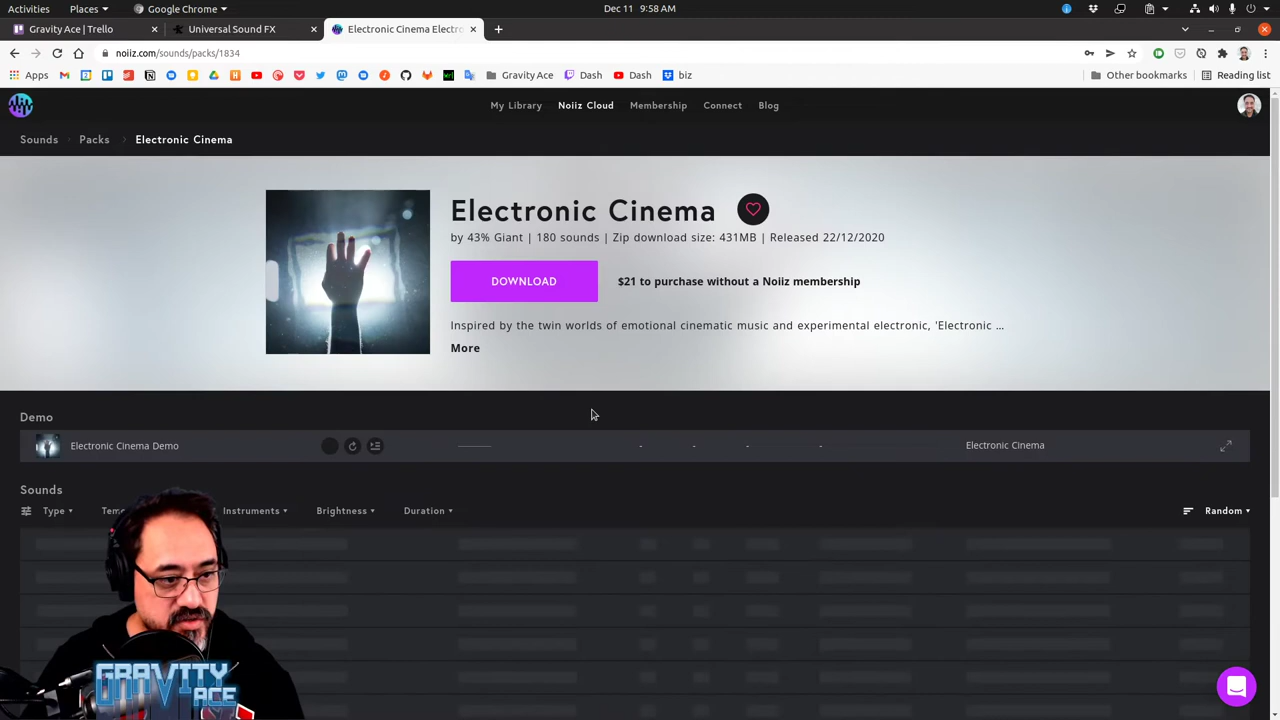 Activities Places Google Chrome Dec 11 9:58 AM
Gravity Ace | Trello Universal Sound FX Electronic Cinema Electro
noiiz.com/sounds/packs/1834
Apps Gravity Ace Dash Dash biz Other bookmarks Reading list
My Library Noiiz Cloud Membership Connect Blog
Sounds Packs Electronic Cinema
Electronic Cinema
by 43% Giant | 180 sounds | Zip download size: 431MB | Released 22/12/2020
DOWNLOAD $21 to purchase without a Noiiz membership
Inspired by the twin worlds of emotional cinematic music and experimental electronic, 'Electronic ...
More
Demo
Electronic Cinema Demo - - - - Electronic Cinema
Sounds
Type Instruments Brightness Duration Random
GRAVITY
ACE